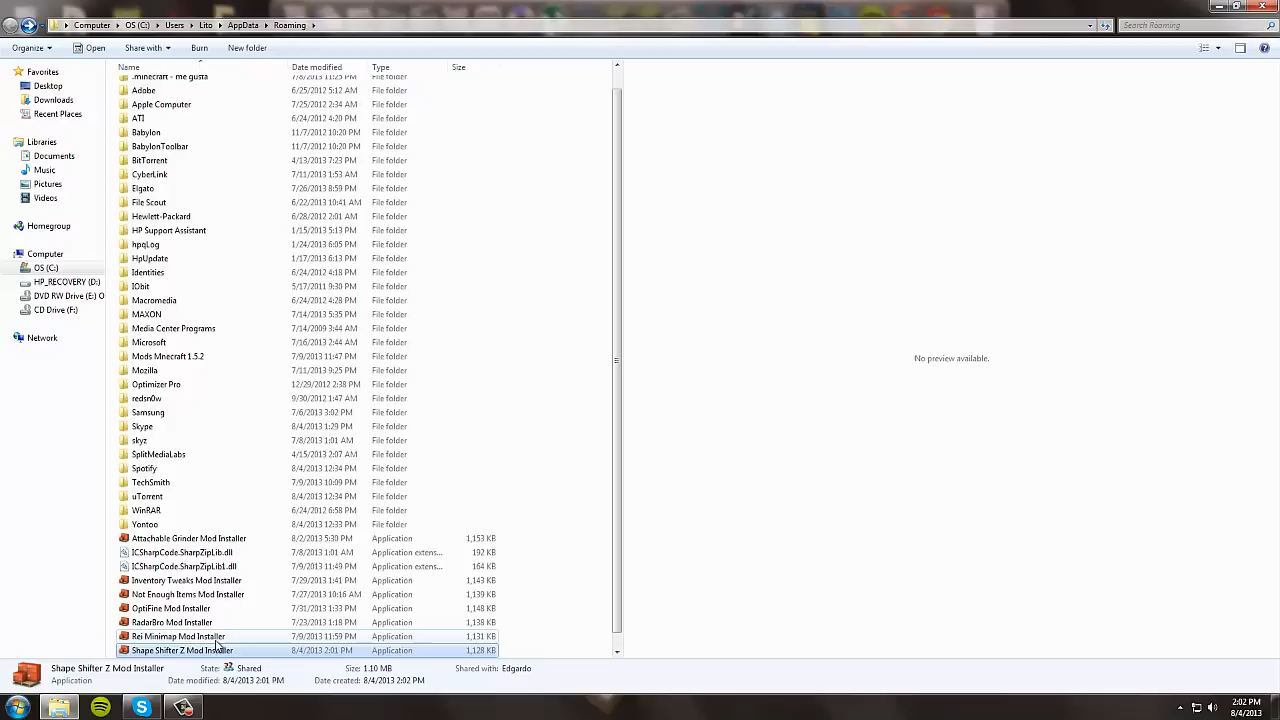 Computer ▸ OS (C:) ▸ Users ▸ Lito ▸ AppData ▸ Roaming ▸
Search Roaming
Organize Open Share with Burn New folder
Name Date modified Type Size
Favorites
Desktop
Downloads
Recent Places
Libraries
Documents
Music
Pictures
Videos
Homegroup
Computer
OS (C:)
HP_RECOVERY (D:)
DVD RW Drive (E:) O
CD Drive (F:)
Network
.minecraft - me gusta 7/8/2013 11:25 PM File folder
Adobe 6/25/2012 5:12 AM File folder
Apple Computer 7/25/2012 2:34 AM File folder
ATI 6/24/2012 4:20 PM File folder
Babylon 11/7/2012 10:20 PM File folder
BabylonToolbar 11/7/2012 10:20 PM File folder
BitTorrent 4/13/2013 7:23 PM File folder
CyberLink 7/11/2013 1:53 AM File folder
Elgato 7/26/2013 8:59 PM File folder
File Scout 6/22/2013 10:41 AM File folder
Hewlett-Packard 6/28/2012 2:01 AM File folder
HP Support Assistant 1/15/2013 5:13 PM File folder
hpqLog 1/24/2013 6:05 PM File folder
HpUpdate 1/17/2013 6:13 PM File folder
Identities 6/24/2012 4:18 PM File folder
IObit 5/17/2011 9:30 PM File folder
Macromedia 6/24/2012 4:28 PM File folder
MAXON 7/14/2013 5:35 PM File folder
Media Center Programs 7/14/2009 3:44 AM File folder
Microsoft 7/16/2013 2:44 AM File folder
Mods Mnecraft 1.5.2 7/9/2013 11:47 PM File folder
Mozilla 7/11/2013 9:25 PM File folder
Optimizer Pro 12/29/2012 2:38 PM File folder
redsn0w 9/30/2012 1:47 AM File folder
Samsung 7/6/2013 3:02 PM File folder
Skype 8/4/2013 1:29 PM File folder
skyz 7/8/2013 1:01 AM File folder
SplitMediaLabs 4/15/2013 2:07 AM File folder
Spotify 8/4/2013 12:34 PM File folder
TechSmith 7/9/2013 10:09 PM File folder
uTorrent 8/4/2013 12:34 PM File folder
WinRAR 6/24/2012 6:58 PM File folder
Yontoo 8/4/2013 12:33 PM File folder
Attachable Grinder Mod Installer 8/2/2013 5:30 PM Application 1,153 KB
ICSharpCode.SharpZipLib.dll 7/8/2013 1:01 AM Application extens... 192 KB
ICSharpCode.SharpZipLib1.dll 7/9/2013 11:49 PM Application extens... 164 KB
Inventory Tweaks Mod Installer 7/29/2013 1:41 PM Application 1,143 KB
Not Enough Items Mod Installer 7/27/2013 10:16 AM Application 1,139 KB
OptiFine Mod Installer 7/31/2013 1:33 PM Application 1,148 KB
RadarBro Mod Installer 7/23/2013 1:18 PM Application 1,138 KB
Rei Minimap Mod Installer 7/9/2013 11:59 PM Application 1,131 KB
Shape Shifter Z Mod Installer 8/4/2013 2:01 PM Application 1,128 KB
No preview available.
Shape Shifter Z Mod Installer State: Shared Size: 1.10 MB Shared with: Edgardo
Application Date modified: 8/4/2013 2:01 PM Date created: 8/4/2013 2:02 PM
2:02 PM
8/4/2013